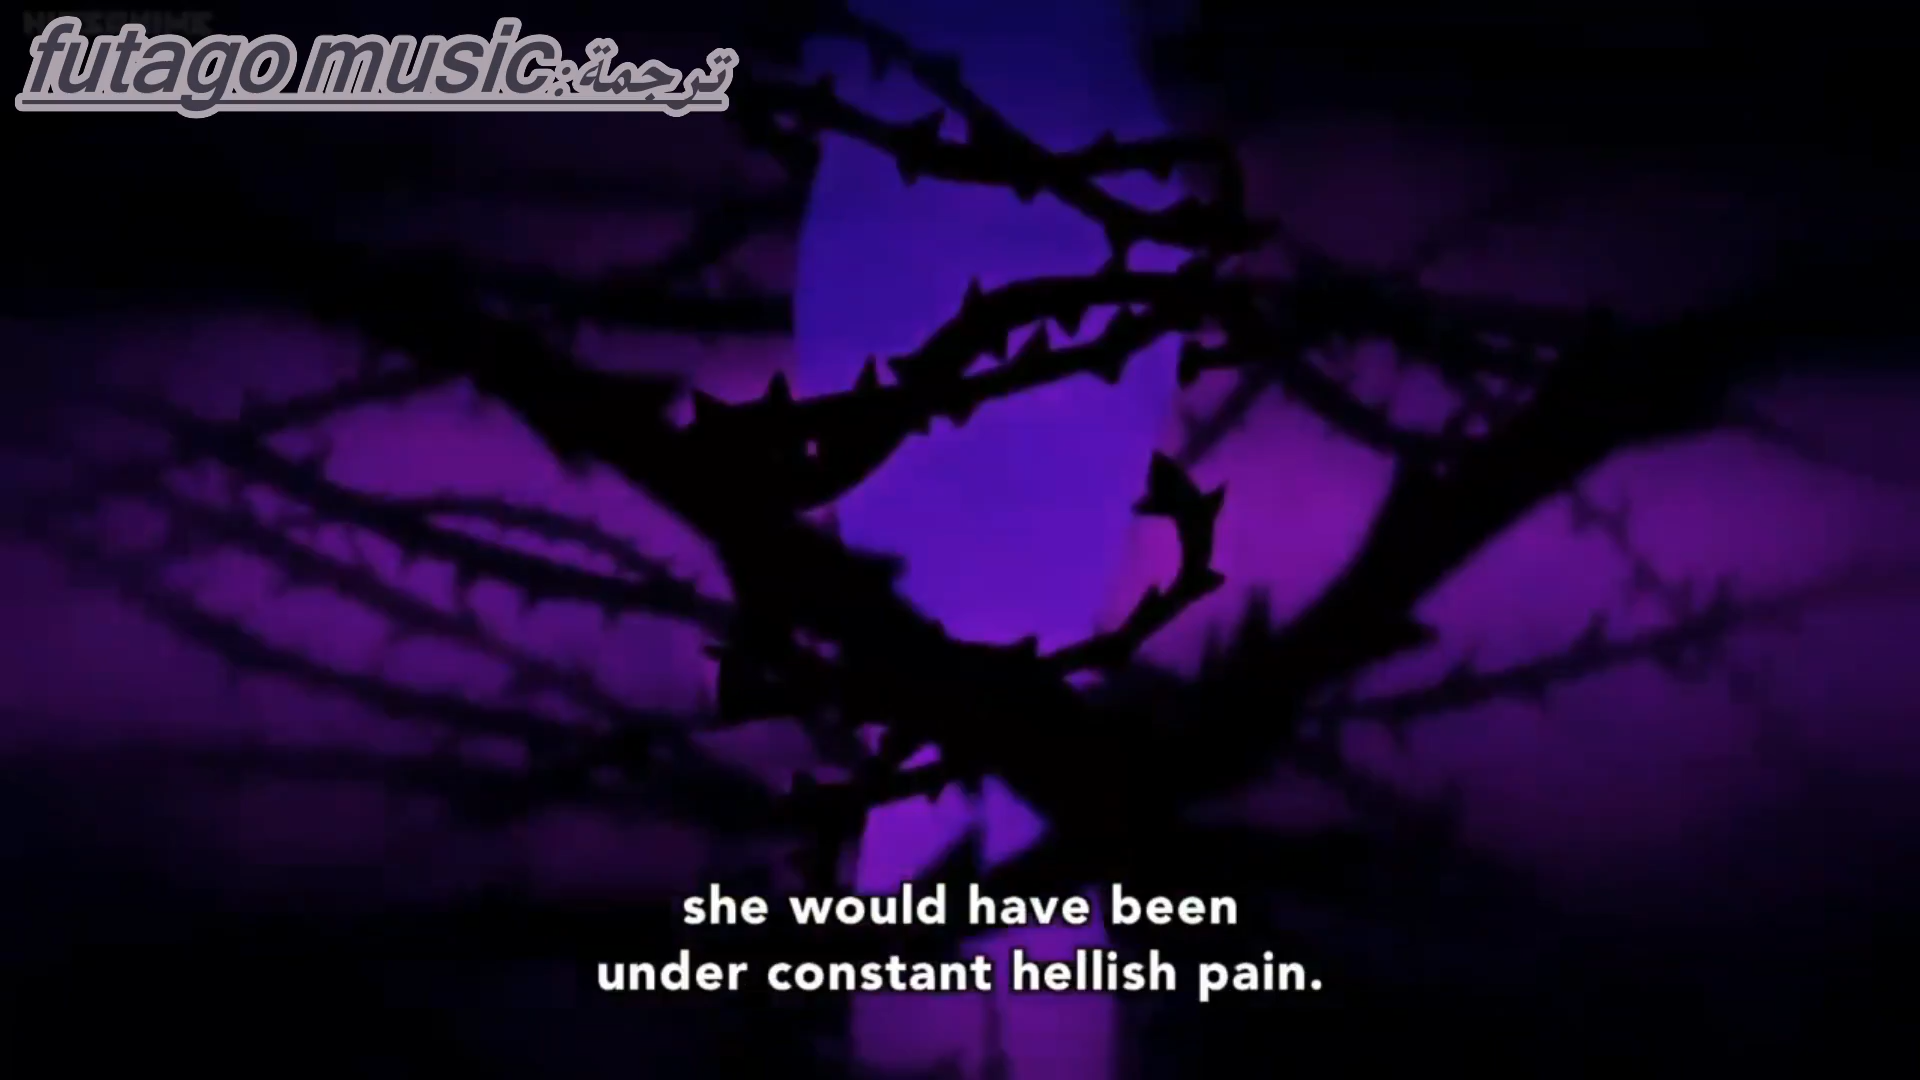 futago music:ترجمة
she would have been
under constant hellish pain.